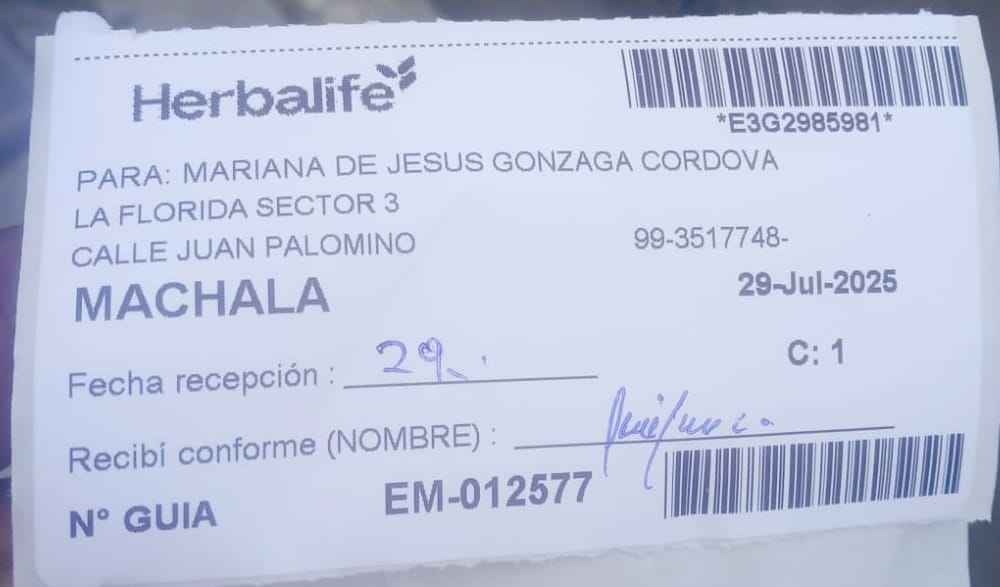 Herbalife
*E3G2985981*
PARA: MARIANA DE JESUS GONZAGA CORDOVA
LA FLORIDA SECTOR 3
CALLE JUAN PALOMINO 99-3517748-
MACHALA 29-Jul-2025
C: 1
Fecha recepción : 29
Recibí conforme (NOMBRE) :
N° GUIA EM-012577